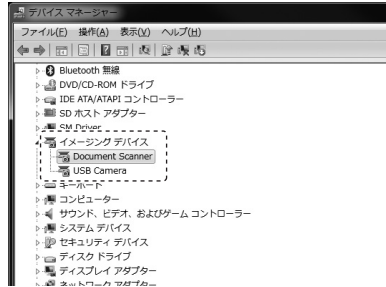 デバイス マネージャー
ファイル(F) 操作(A) 表示(V) ヘルプ(H)
Bluetooth 無線
DVD/CD-ROM ドライブ
IDE ATA/ATAPI コントローラー
SD ホスト アダプター
SM Driver
イメージング デバイス
Document Scanner
USB Camera
キーボード
コンピューター
サウンド、ビデオ、およびゲーム コントローラー
システム デバイス
セキュリティ デバイス
ディスク ドライブ
ディスプレイ アダプター
ネットワーク アダプター